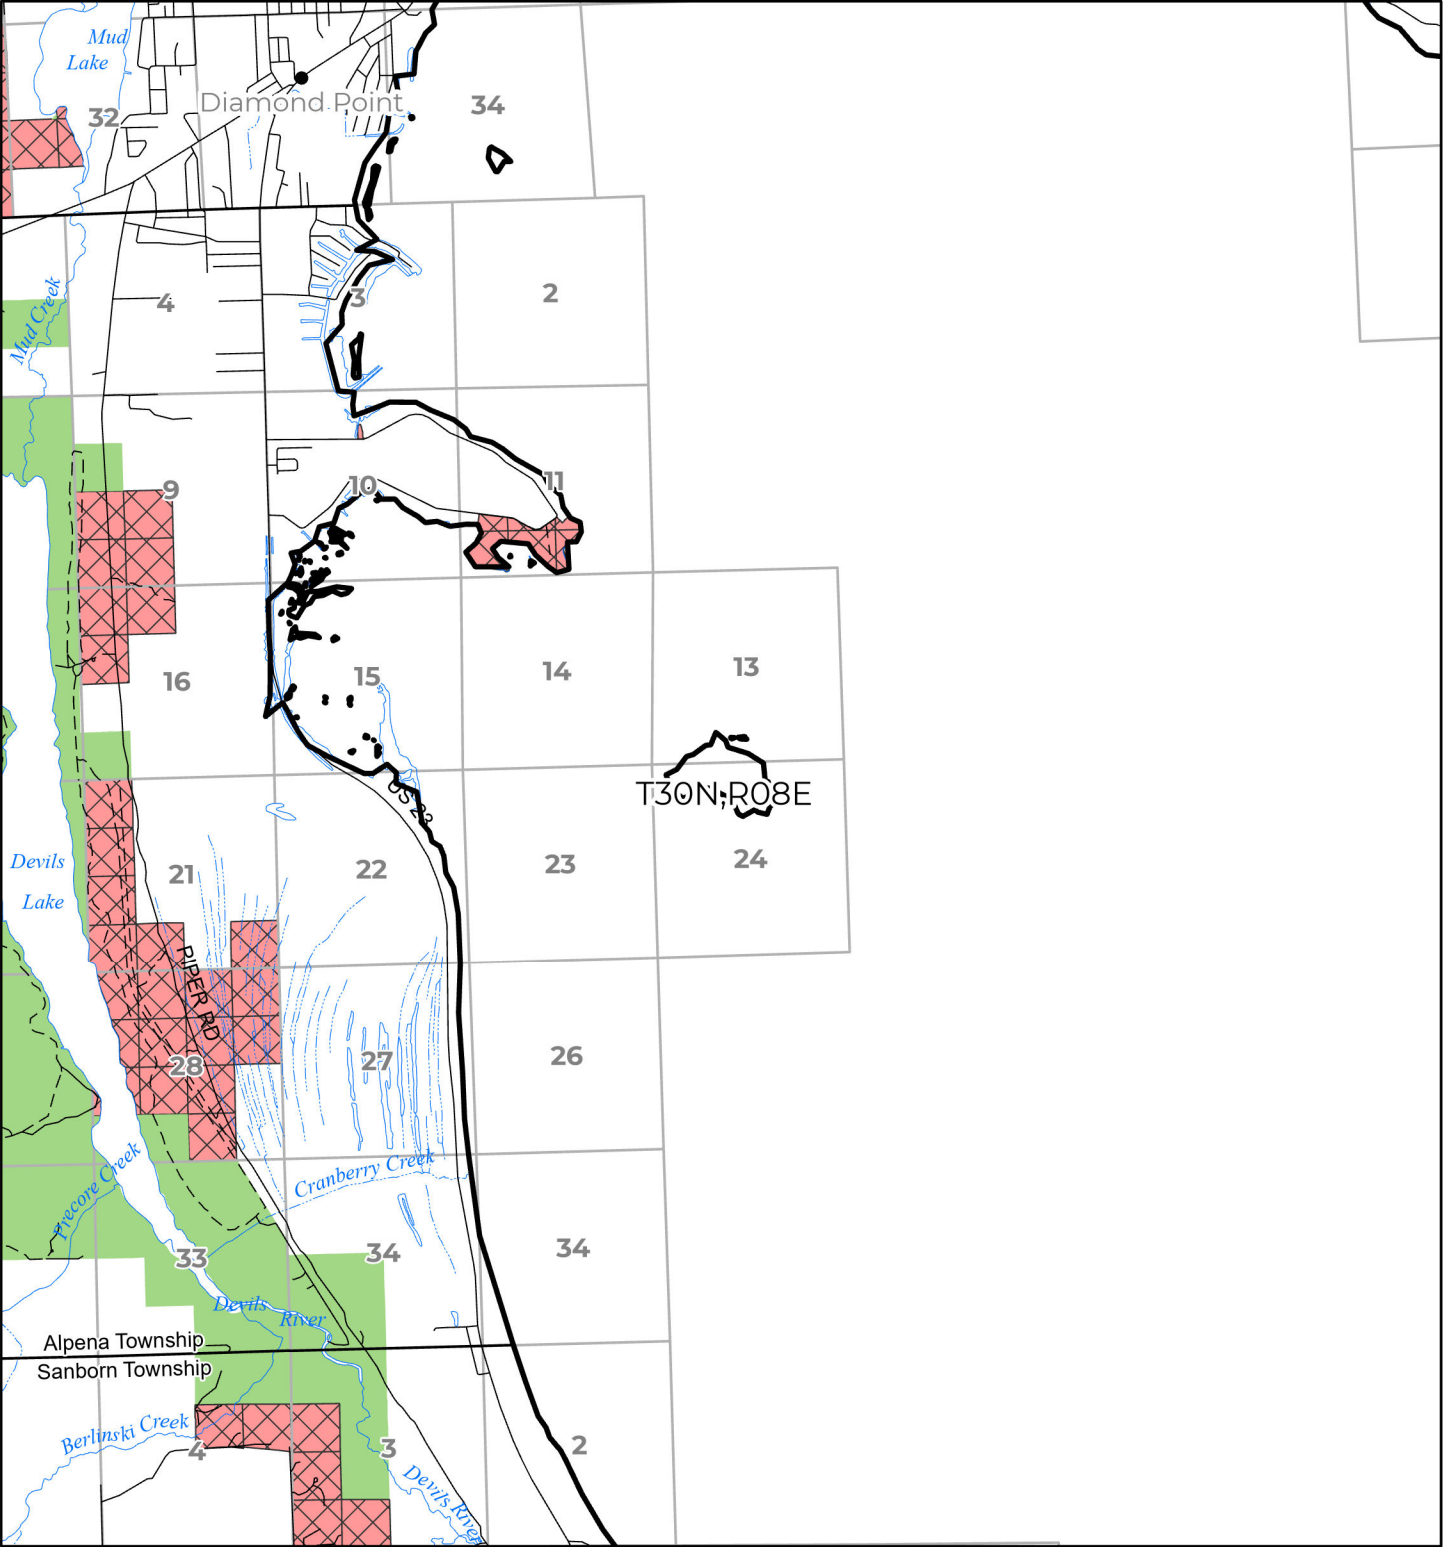 Mud
Lake
Diamond Point
32
34
Mud Creek
4
3
2
9
10
11
16
15
14
13
T30N,R08E
US 23
Devils
Lake
21
22
23
24
PIPER RD
28
27
26
Precore Creek
Cranberry Creek
33
34
34
Devils
River
Alpena Township
Sanborn Township
Berlinski Creek
4
3
2
Devils River